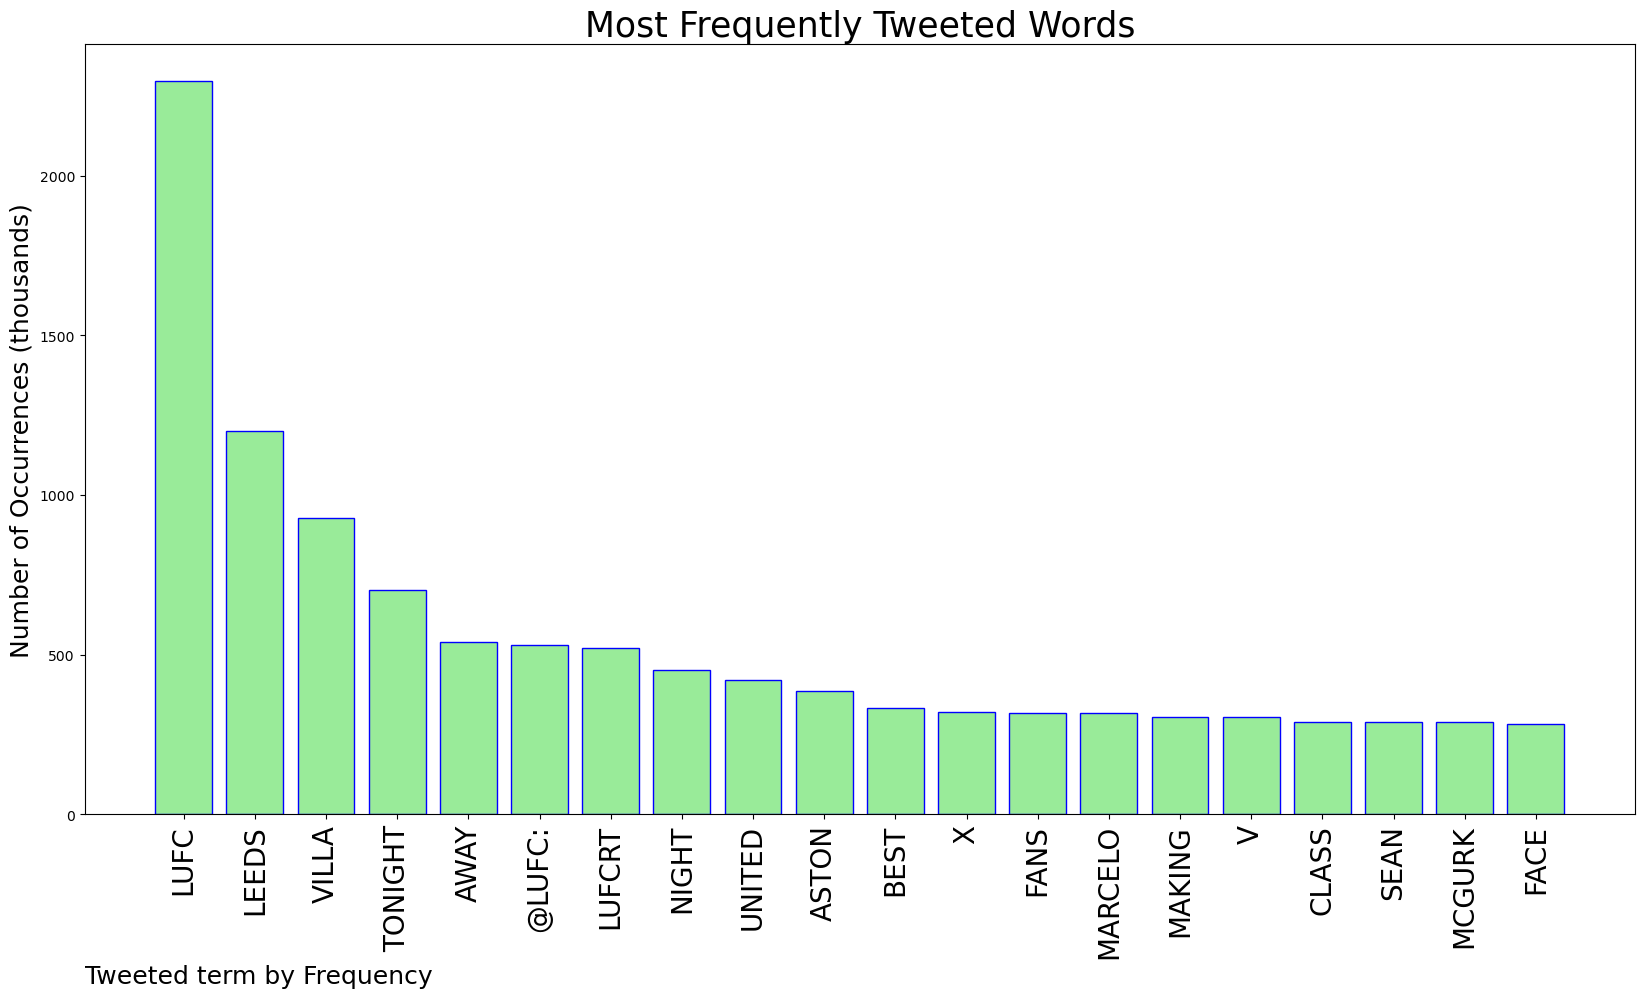 Most Frequently Tweeted Words
Number of Occurrences (thousands)
2000
1500
1000
500
0
LUFC
LEEDS
VILLA
TONIGHT
AWAY
@LUFC:
LUFCRT
NIGHT
UNITED
ASTON
BEST
X
FANS
MARCELO
MAKING
V
CLASS
SEAN
MCGURK
FACE
Tweeted term by Frequency